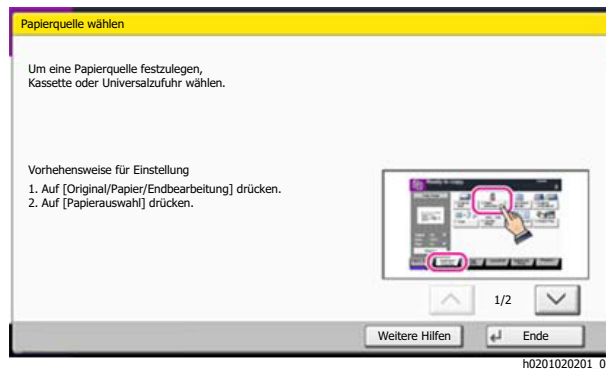 Papierquelle wählen
Um eine Papierquelle festzulegen,
Kassette oder Universalzufuhr wählen.
Vorhehensweise für Einstellung
1. Auf [Original/Papier/Endbearbeitung] drücken.
2. Auf [Papierauswahl] drücken.
1/2
Weitere Hilfen
Ende
h0201020201_0